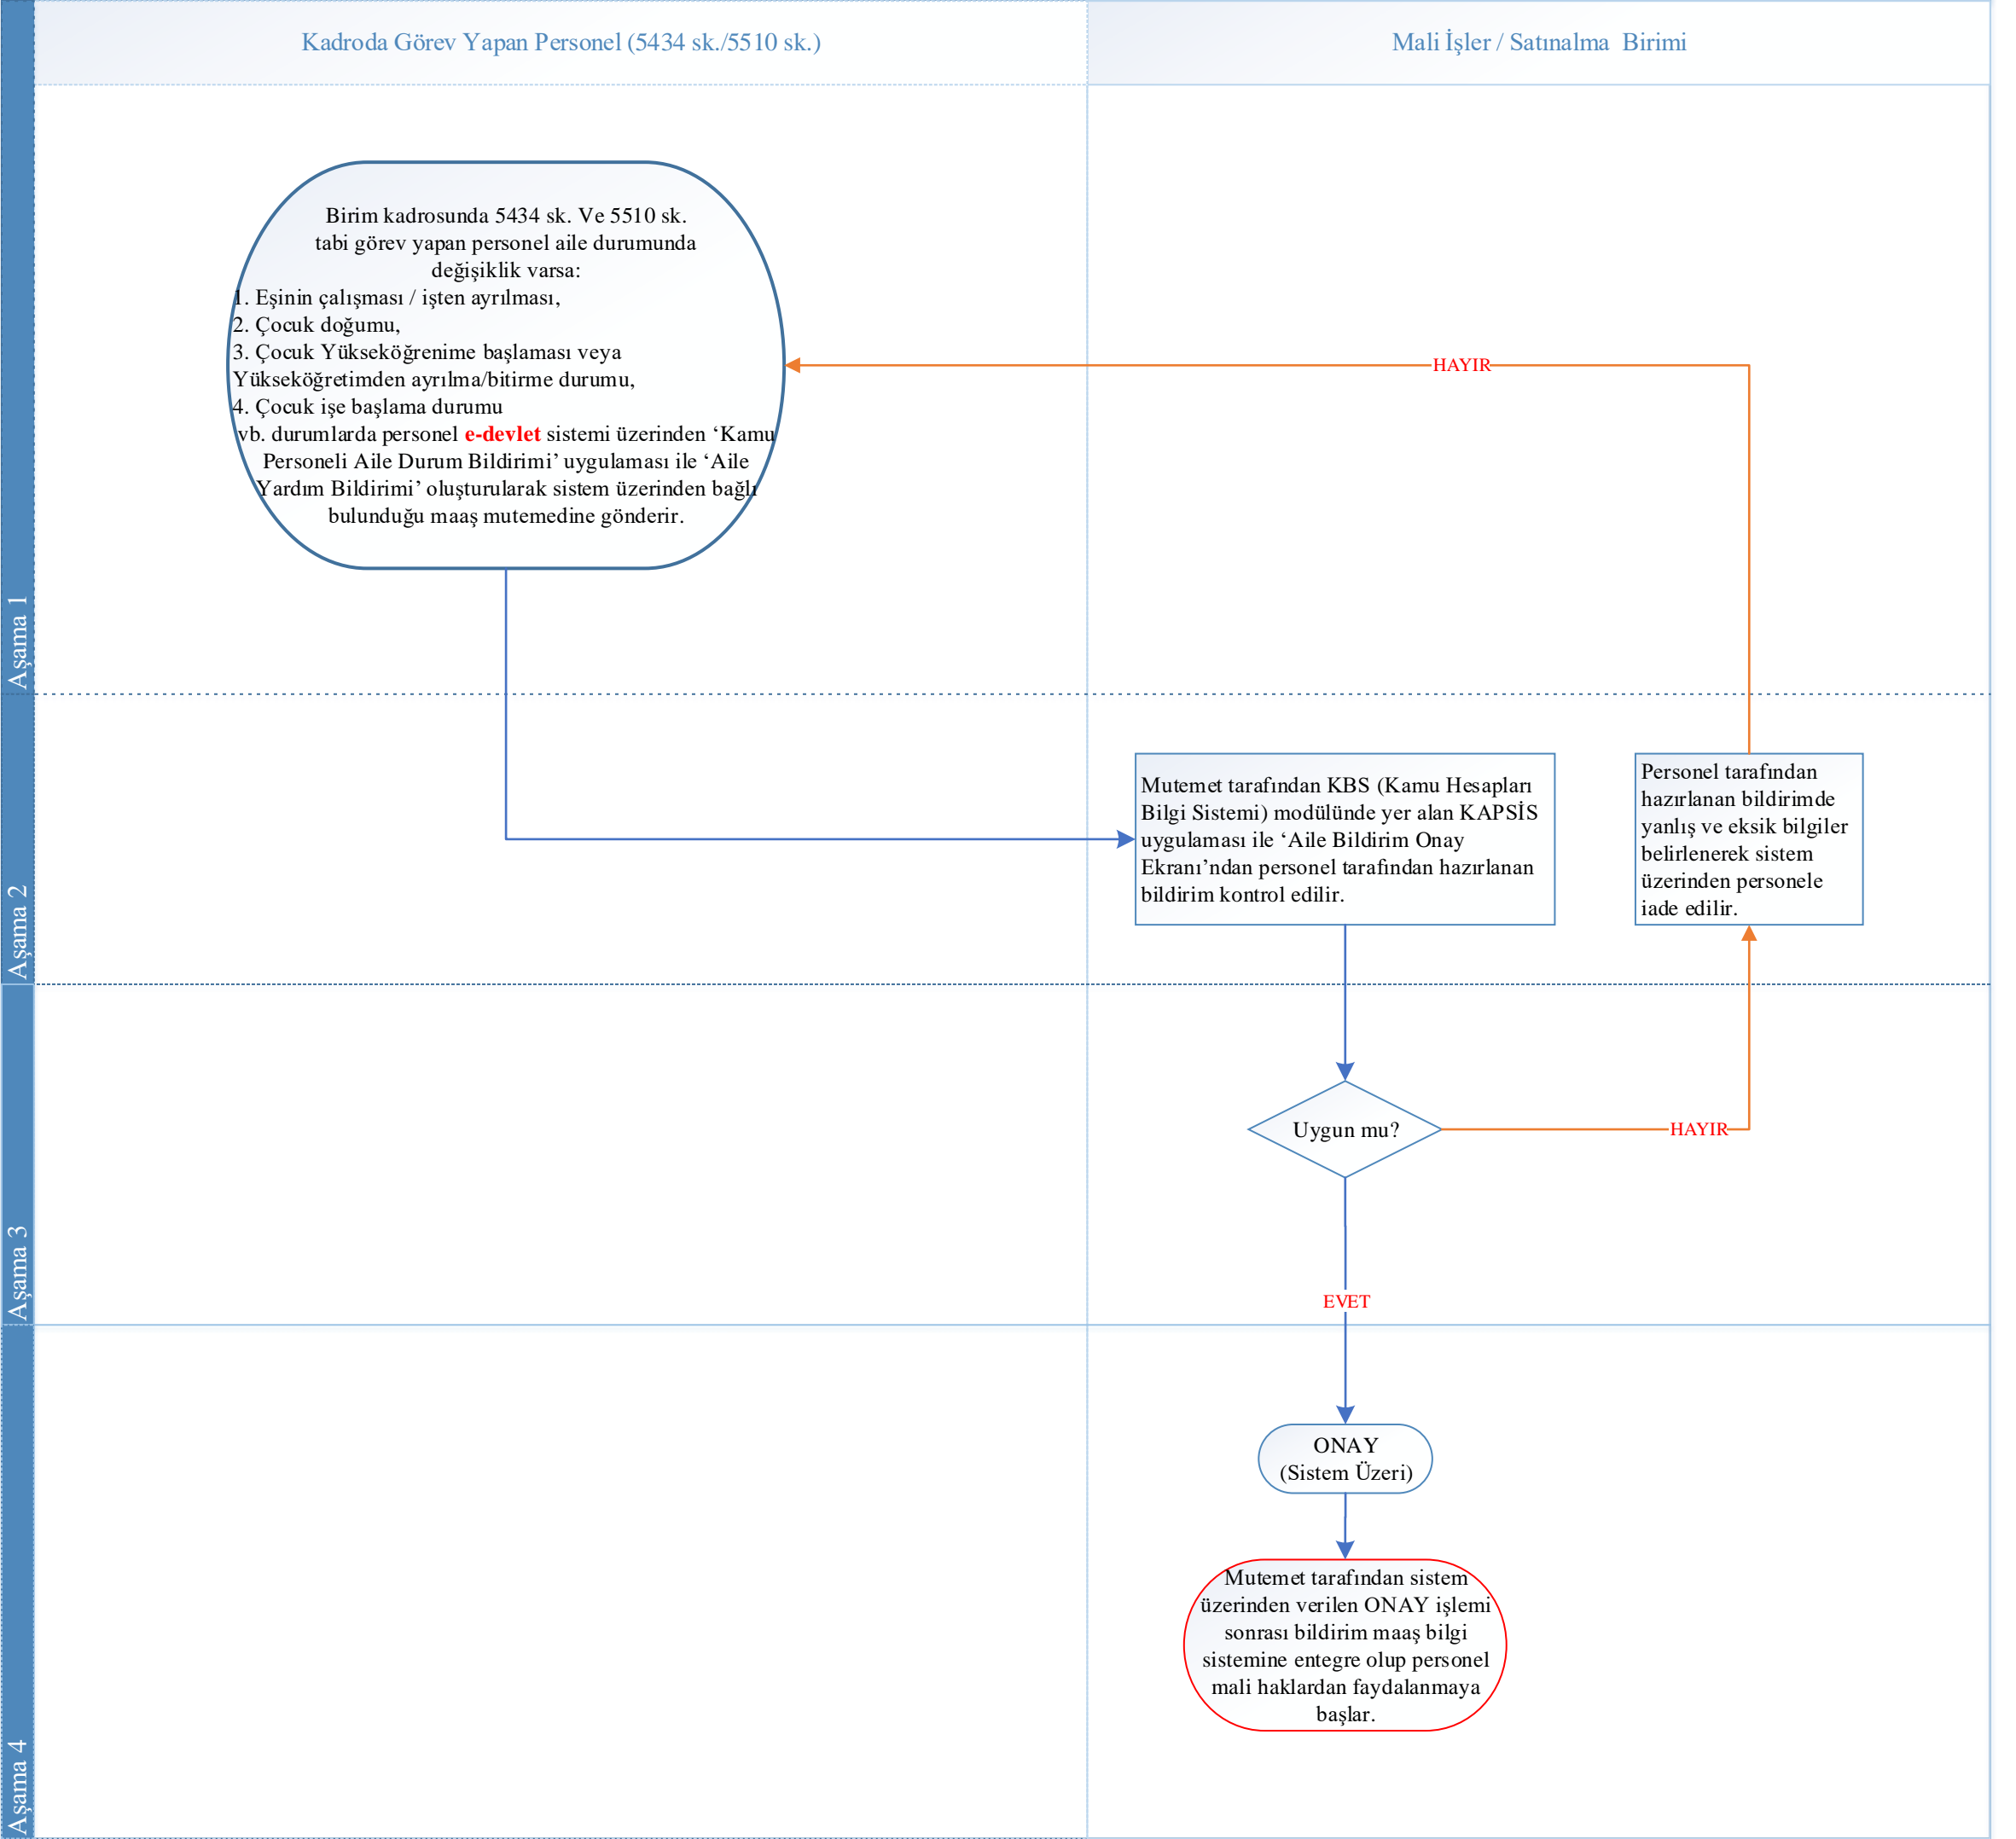 Kadroda Görev Yapan Personel (5434 sk./5510 sk.)
Mali İşler / Satınalma  Birimi
Aşama 1
Birim kadrosunda 5434 sk. Ve 5510 sk.
tabi görev yapan personel aile durumunda
değişiklik varsa:
1. Eşinin çalışması / işten ayrılması,
2. Çocuk doğumu,
3. Çocuk Yükseköğrenime başlaması veya
Yükseköğretimden ayrılma/bitirme durumu,
4. Çocuk işe başlama durumu
vb. durumlarda personel e-devlet sistemi üzerinden ‘Kamu
Personeli Aile Durum Bildirimi’ uygulaması ile ‘Aile
Yardım Bildirimi’ oluşturularak sistem üzerinden bağlı
bulunduğu maaş mutemedine gönderir.
HAYIR
Aşama 2
Mutemet tarafından KBS (Kamu Hesapları
Bilgi Sistemi) modülünde yer alan KAPSİS
uygulaması ile ‘Aile Bildirim Onay
Ekranı’ndan personel tarafından hazırlanan
bildirim kontrol edilir.
Personel tarafından
hazırlanan bildirimde
yanlış ve eksik bilgiler
belirlenerek sistem
üzerinden personele
iade edilir.
Aşama 3
Uygun mu?
HAYIR
EVET
Aşama 4
ONAY
(Sistem Üzeri)
Mutemet tarafından sistem
üzerinden verilen ONAY işlemi
sonrası bildirim maaş bilgi
sistemine entegre olup personel
mali haklardan faydalanmaya
başlar.